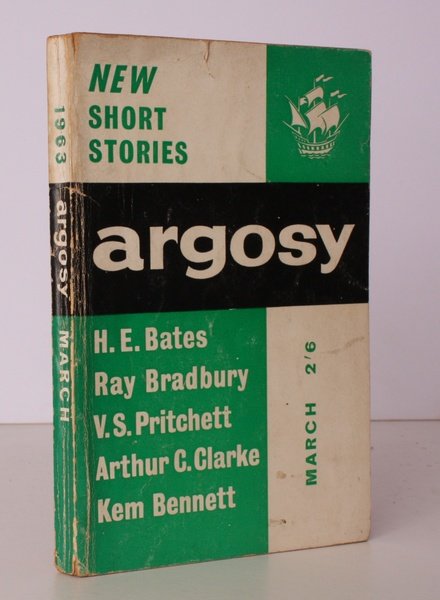 1963 argosy MARCH
NEW
SHORT
STORIES
argosy
H. E. Bates
Ray Bradbury
V. S. Pritchett
Arthur C. Clarke
Kem Bennett
MARCH 2'6